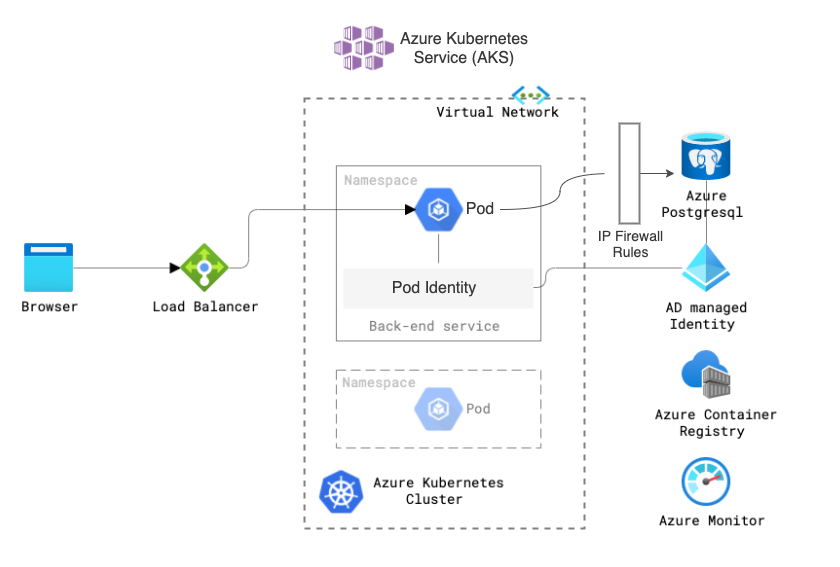 Azure Kubernetes
Service (AKS)
Virtual Network
Namespace
Pod
Azure
Postgresql
IP Firewall
Rules
Browser
Load Balancer
Pod Identity
Back-end service
AD managed
Identity
Namespace
Pod
Azure Container
Registry
Azure Kubernetes
Cluster
Azure Monitor